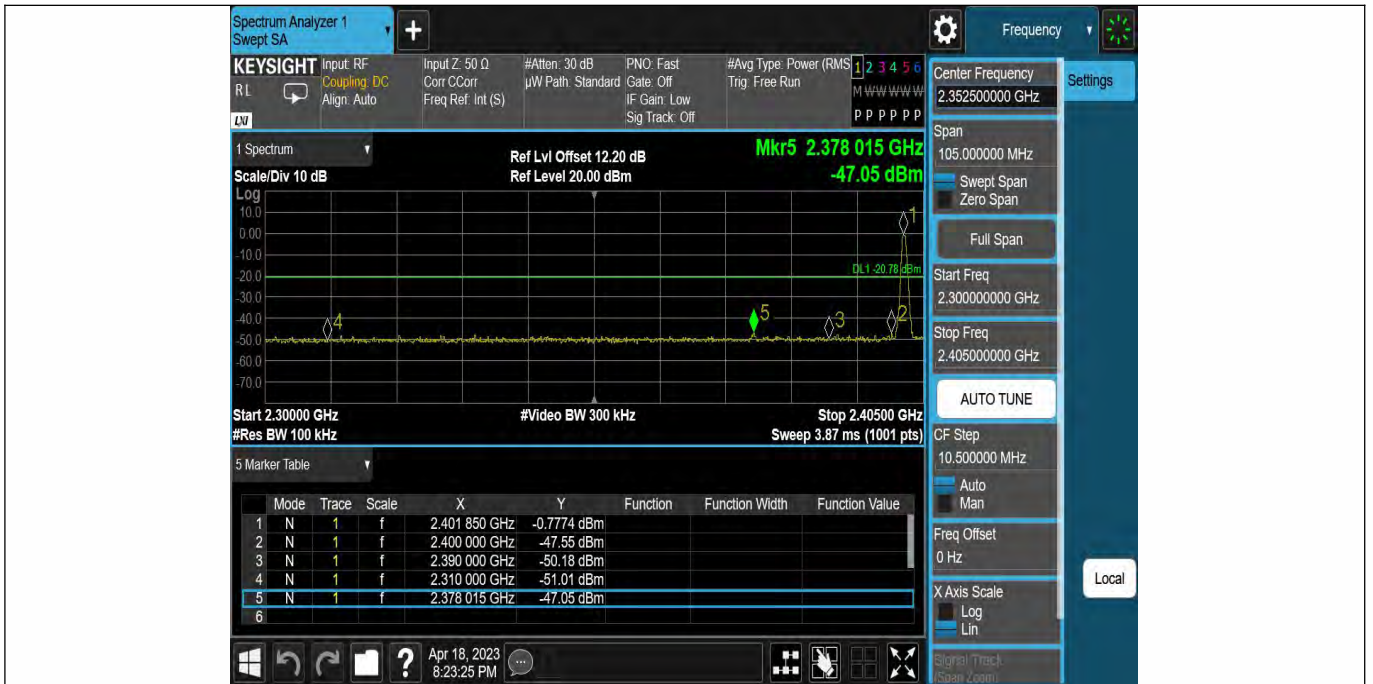 Spectrum Analyzer 1
Swept SA
+
Frequency
KEYSIGHT
RL
LXI
Input: RF
Coupling: DC
Align: Auto
Input Z: 50 Ω
Corr CCorr
Freq Ref: Int (S)
#Atten: 30 dB
µW Path: Standard
PNO: Fast
Gate: Off
IF Gain: Low
Sig Track: Off
#Avg Type: Power (RMS
Trig: Free Run
1 2 3 4 5 6
M W W W W W
P P P P P P
Center Frequency
2.352500000 GHz
Settings
1 Spectrum
Scale/Div 10 dB
Ref Lvl Offset 12.20 dB
Ref Level 20.00 dBm
Mkr5 2.378 015 GHz
-47.05 dBm
Log
10.0
0.00
-10.0
-20.0
-30.0
-40.0
-50.0
-60.0
-70.0
1
DL1 -20.78 dBm
4
5
3
2
Start 2.30000 GHz
#Res BW 100 kHz
#Video BW 300 kHz
Stop 2.40500 GHz
Sweep 3.87 ms (1001 pts)
Span
105.000000 MHz
Swept Span
Zero Span
Full Span
Start Freq
2.300000000 GHz
Stop Freq
2.405000000 GHz
AUTO TUNE
CF Step
10.500000 MHz
Auto
Man
Freq Offset
0 Hz
X Axis Scale
Log
Lin
Signal Track
(Span Zoom)
Local
5 Marker Table
Mode Trace Scale X Y Function Function Width Function Value
1 N 1 f 2.401 850 GHz -0.7774 dBm
2 N 1 f 2.400 000 GHz -47.55 dBm
3 N 1 f 2.390 000 GHz -50.18 dBm
4 N 1 f 2.310 000 GHz -51.01 dBm
5 N 1 f 2.378 015 GHz -47.05 dBm
6
?
Apr 18, 2023
8:23:25 PM